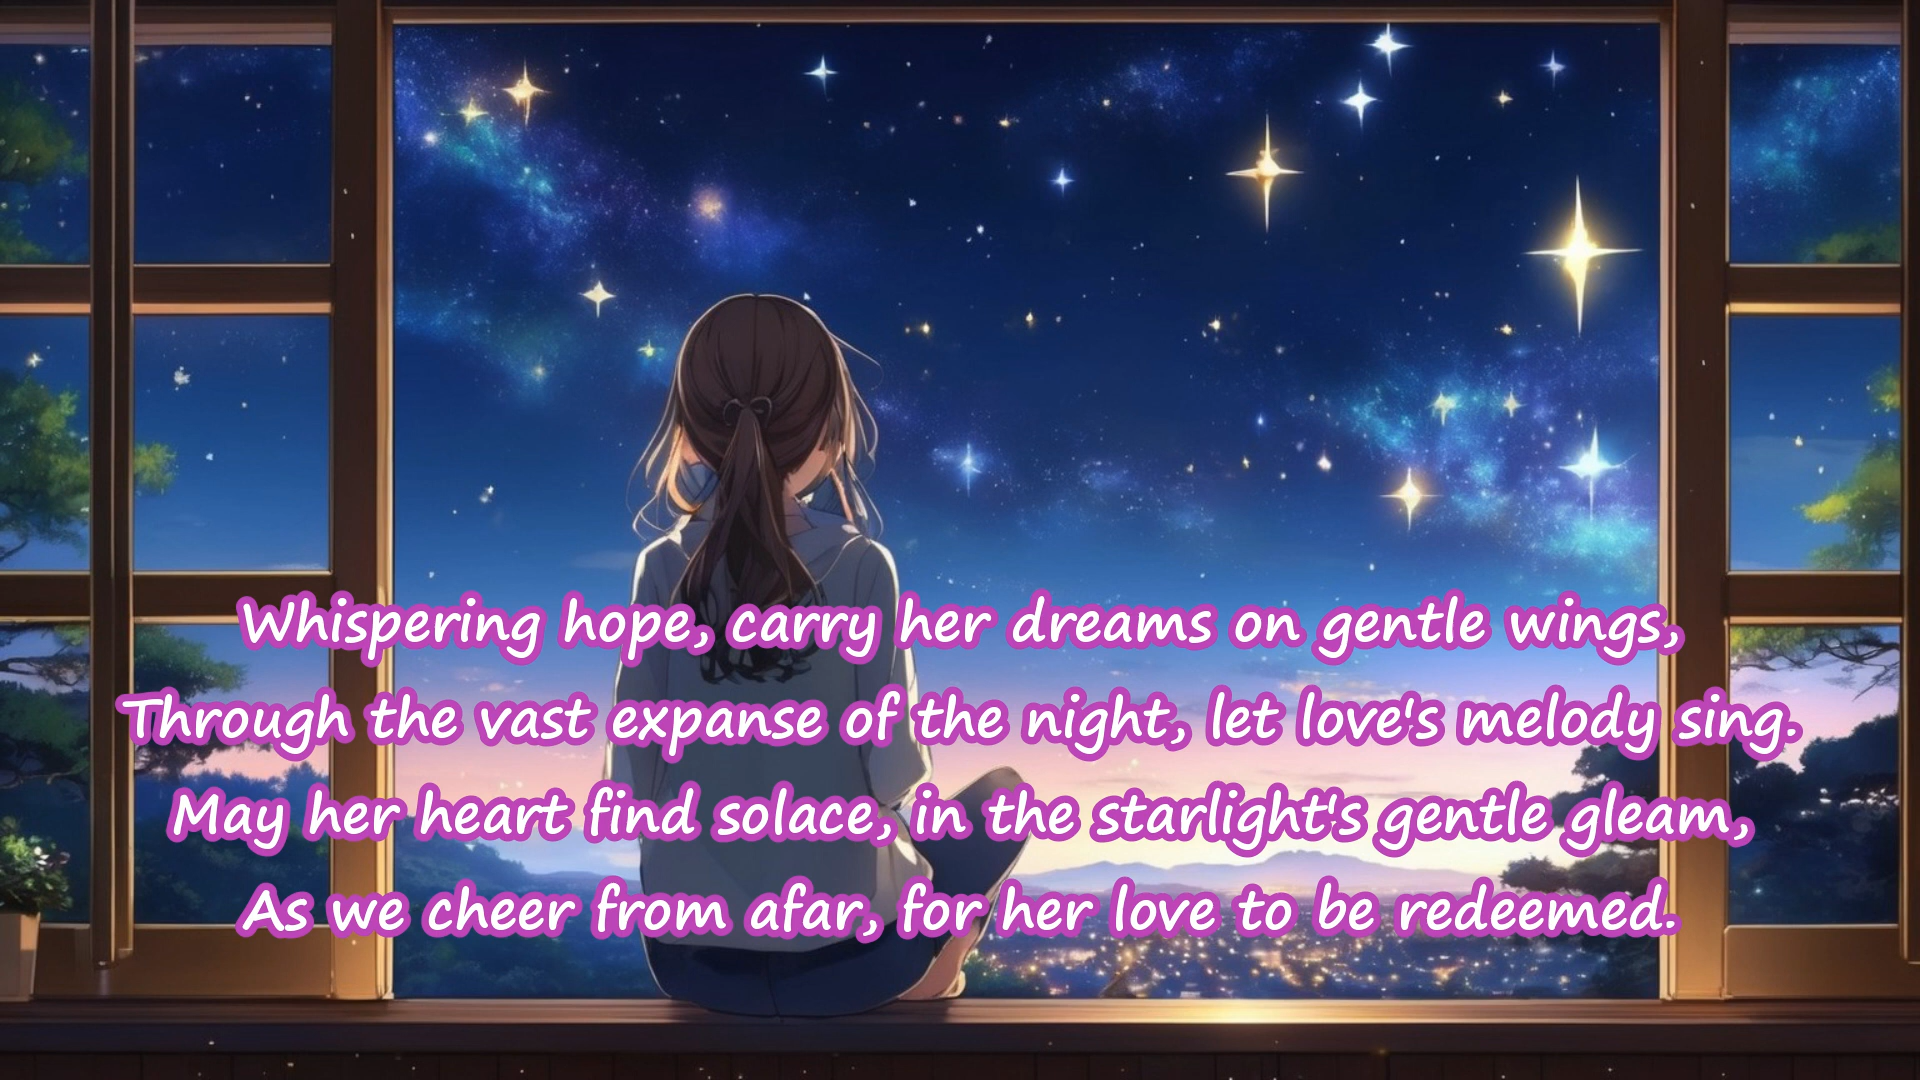 Whispering hope, carry her dreams on gentle wings,
Through the vast expanse of the night, let love's melody sing.
May her heart find solace, in the starlight's gentle gleam,
As we cheer from afar, for her love to be redeemed.